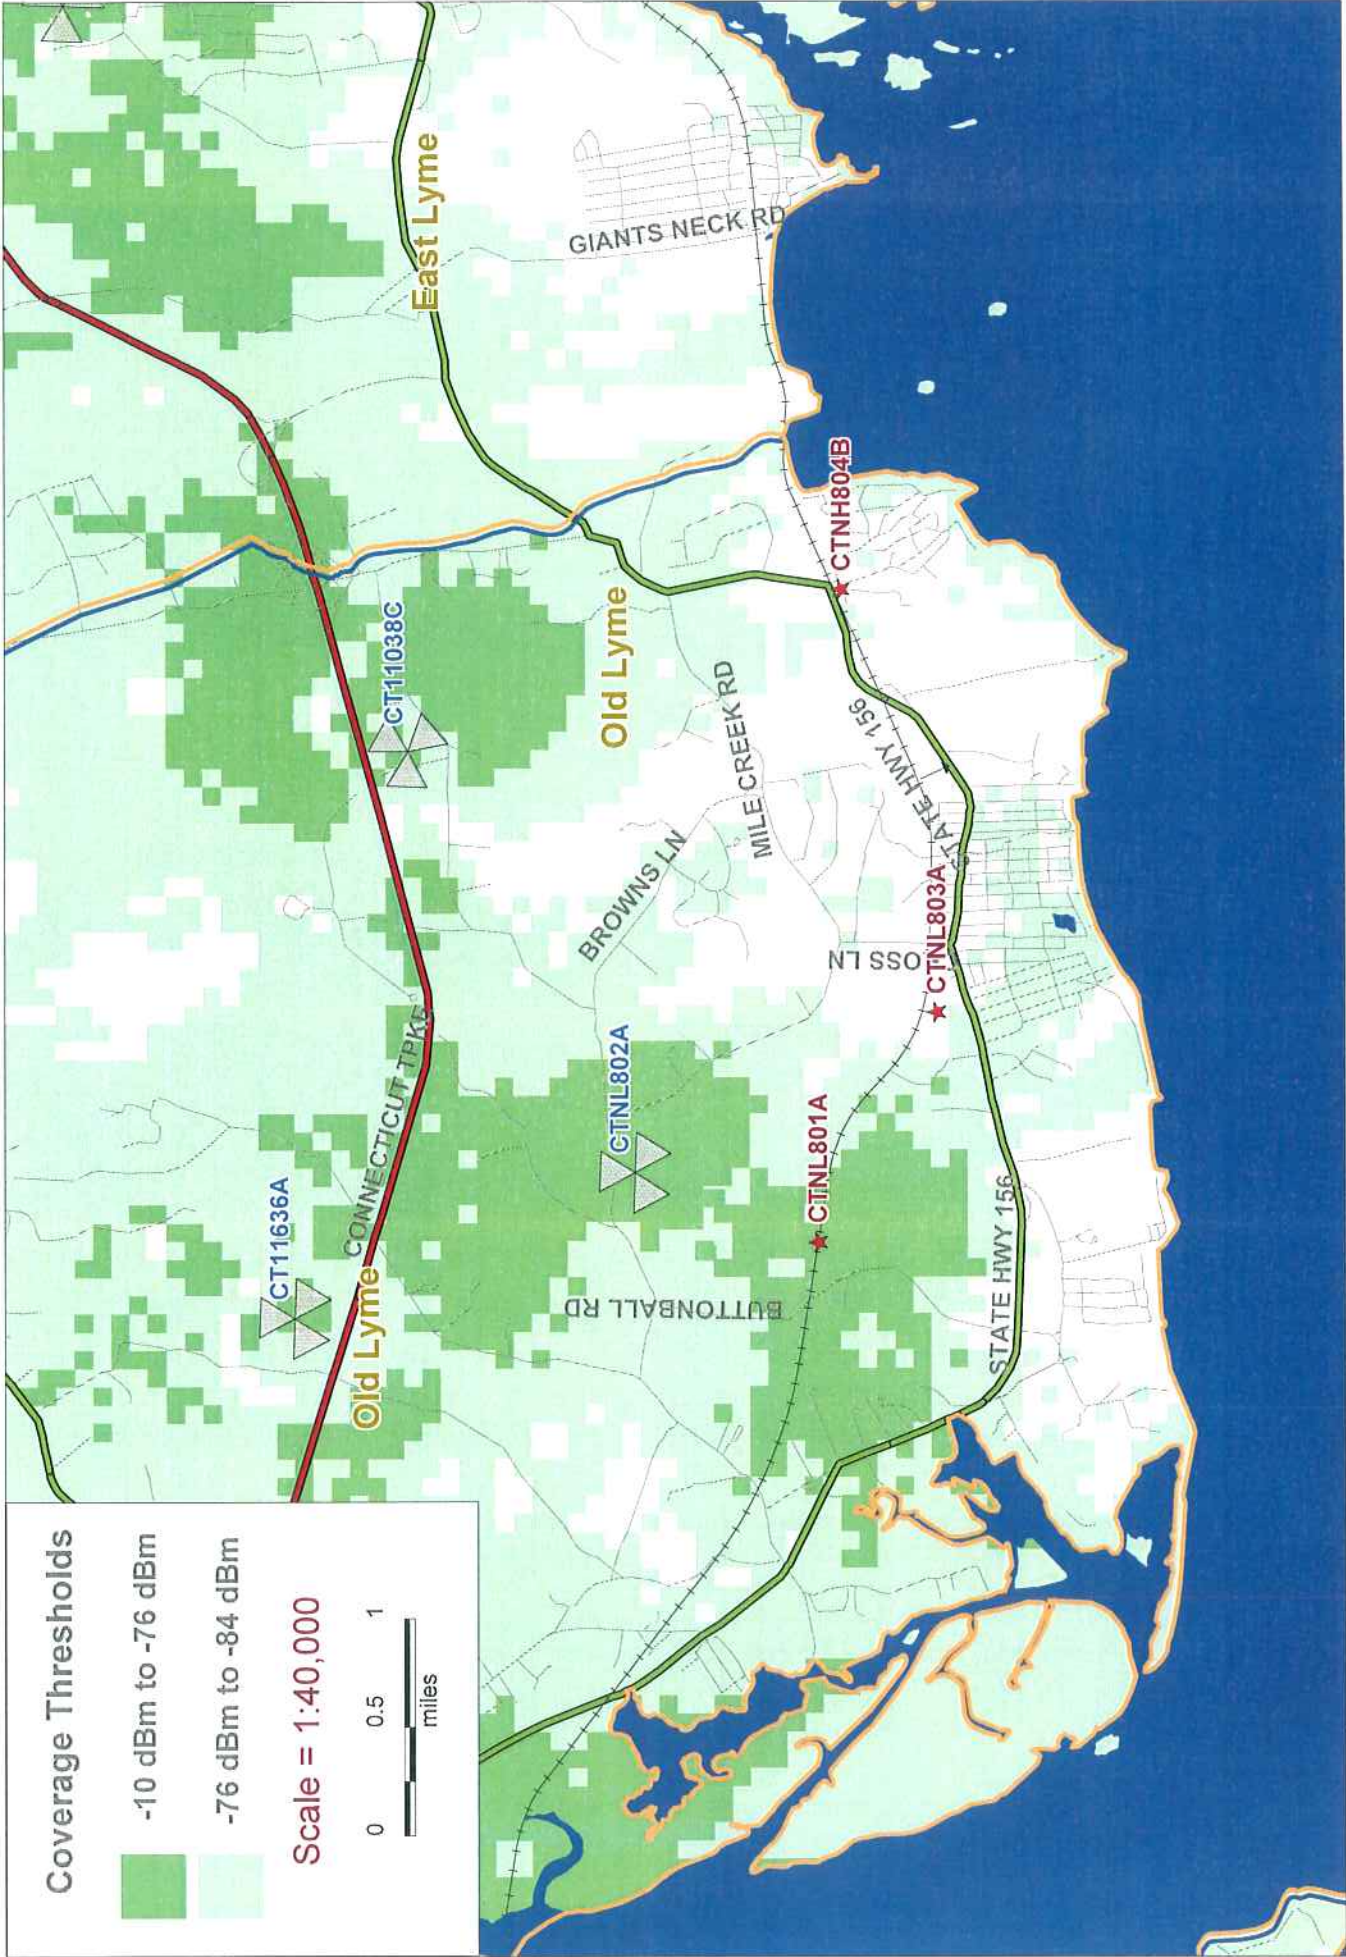 Coverage Thresholds
-10 dBm to -76 dBm
-76 dBm to -84 dBm
Scale = 1:40,000
0
0.5
1
miles
CT11636A
CONNECTICUT TPKE
Old Lyme
CT11038C
East Lyme
CTNL802A
BROWNS LN
Old Lyme
GIANTS NECK RD
BUTTONBALL RD
MILE CREEK RD
CTNL801A
OSS LN
STATE HWY 156
CTNH804B
CTNL803A
STATE HWY 156